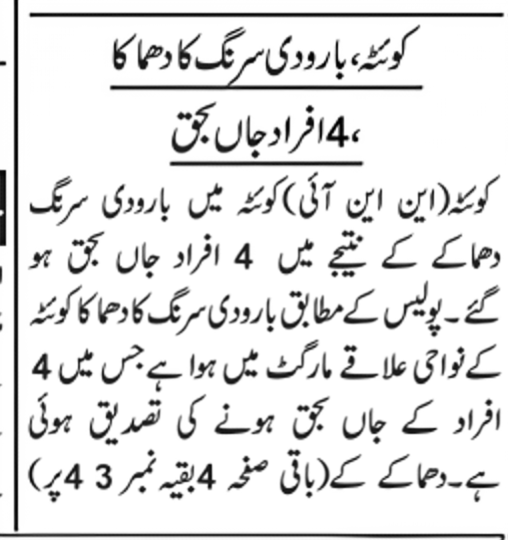 کوئٹہ، بارودی سرنگ کا دھماکا
،4افراد جاں بحق
کوئٹہ(این این آئی)کوئٹہ میں بارودی سرنگ
دھماکے کے نتیجے میں 4 افراد جاں بحق ہو
گئے۔پولیس کے مطابق بارودی سرنگ کا دھماکا کوئٹہ
کے نواحی علاقے مارگٹ میں ہوا ہے جس میں 4
افراد کے جاں بحق ہونے کی تصدیق ہوئی
ہے۔دھماکے کے(باقی صفحہ 4بقیہ نمبر 3 4پر)